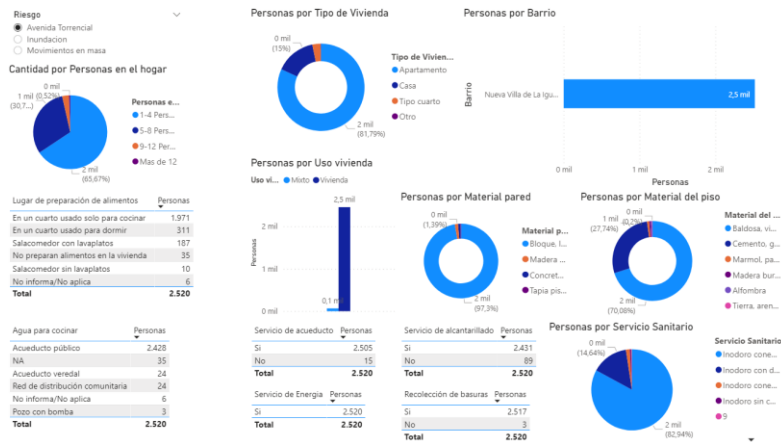 Riesgo
Avenida Torrencial
Inundacion
Movimientos en masa
Cantidad por Personas en el hogar
0 mil
(0,52%)
1 mil
(30,7...)
2 mil
(65,67%)
Personas e...
1-4 Pers...
5-8 Pers...
9-12 Per...
Mas de 12
Personas por Tipo de Vivienda
0 mil
(15%)
2 mil
(81,79%)
Tipo de Vivien...
Apartamento
Casa
Tipo cuarto
Otro
Personas por Barrio
Barrio
Nueva Villa de La Igu...
2,5 mil
0 mil 1 mil 2 mil
Personas
Lugar de preparación de alimentos Personas
En un cuarto usado solo para cocinar 1.971
En un cuarto usado para dormir 311
Salacomedor con lavaplatos 187
No preparan alimentos en la vivienda 35
Salacomedor sin lavaplatos 10
No informa/No aplica 6
Total 2.520
Personas por Uso vivienda
Uso vi... Mixto Vivienda
2,5 mil
2 mil
1 mil
0 mil
0,1 mil
Personas
Personas por Material pared
0 mil
(1,39%)
2 mil
(97,3%)
Material p...
Bloque, l...
Madera ...
Concret...
Tapia pis...
Personas por Material del piso
0 mil
(0,2%)
1 mil
(27,74%)
2 mil
(70,08%)
Material del ...
Baldosa, vi...
Cemento, g...
Marmol, pa...
Madera bur...
Alfombra
Tierra, aren...
Agua para cocinar Personas
Acueducto público 2.428
NA 35
Acueducto veredal 24
Red de distribución comunitaria 24
No informa/No aplica 6
Pozo con bomba 3
Total 2.520
Servicio de acueducto Personas
Si 2.505
No 15
Total 2.520
Servicio de alcantarillado Personas
Si 2.431
No 89
Total 2.520
Servicio de Energia Personas
Si 2.520
Total 2.520
Recolección de basuras Personas
Si 2.517
No 3
Total 2.520
Personas por Servicio Sanitario
0 mil
(14,64%)
2 mil
(82,94%)
Servicio Sanitario
Inodoro cone...
Inodoro con d...
Inodoro cone...
Inodoro sin c...
9